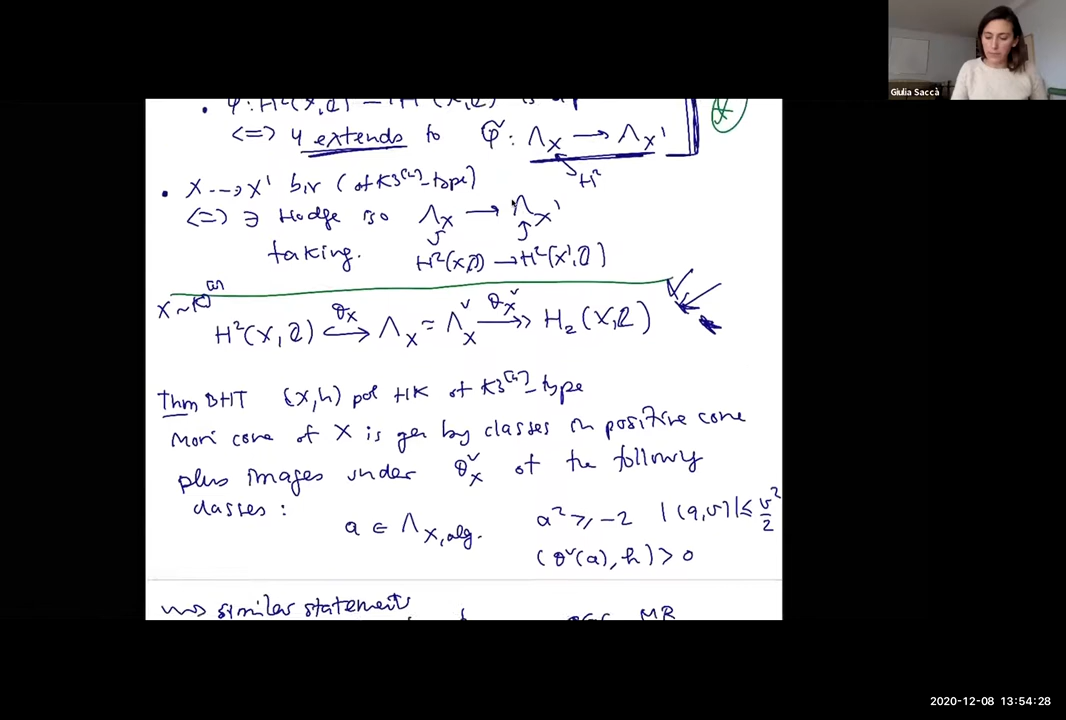 Giulia Saccà
<=> φ extends to φ̃ : Λ_X → Λ_X'
H²
• X --→ X' bir (of K3^[n]-type)
<=> ∃ Hodge iso Λ_X → Λ_X'
taking. H²(X,Z) → H²(X',Z)
X ~ K3^[n]
H²(X,Z) ↪ Λ_X = Λ_X^∨ ↠ H_2(X,Z)
θ_X θ_X^∨
Thm BHT (X,h) pol HK of K3^[n]-type
Mori cone of X is gen by classes in positive cone
plus images under θ_X^∨ of the following
classes :
a ∈ Λ_X,alg. a² ≥ -2 |(a,v)| ≤ v²/2
(θ^∨(a), h) > 0
⇝ similar statements
MR
2020-12-08 13:54:28